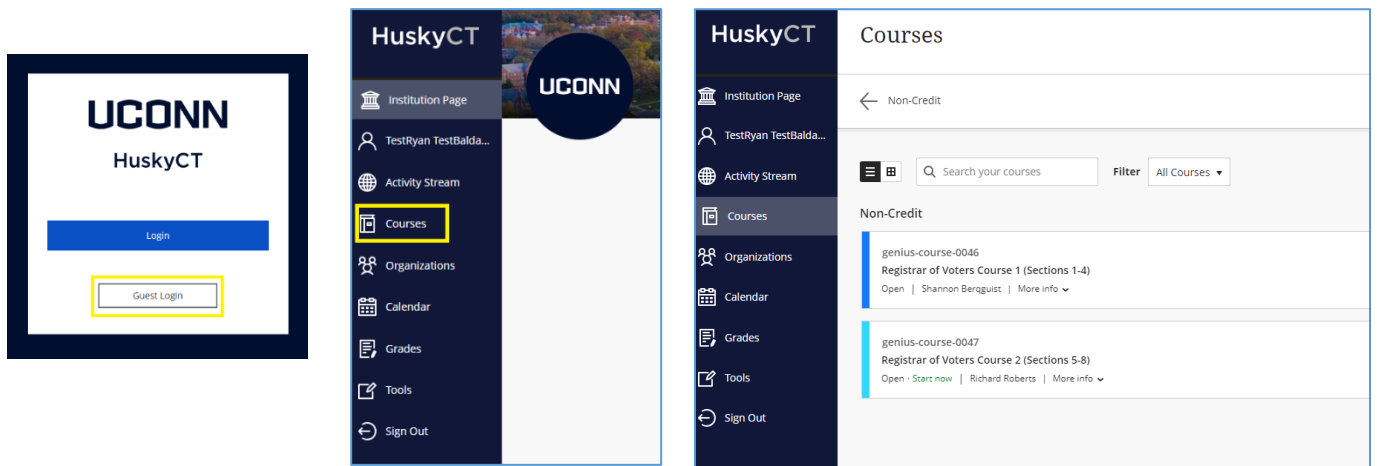 UCONN
HuskyCT
Login
Guest Login
HuskyCT
UCONN
Institution Page
TestRyan TestBalda...
Activity Stream
Courses
Organizations
Calendar
Grades
Tools
Sign Out
HuskyCT
Institution Page
TestRyan TestBalda...
Activity Stream
Courses
Organizations
Calendar
Grades
Tools
Sign Out
Courses
Non-Credit
Search your courses
Filter All Courses
Non-Credit
genius-course-0046
Registrar of Voters Course 1 (Sections 1-4)
Open | Shannon Bergguist | More info
genius-course-0047
Registrar of Voters Course 2 (Sections 5-8)
Open · Start now | Richard Roberts | More info